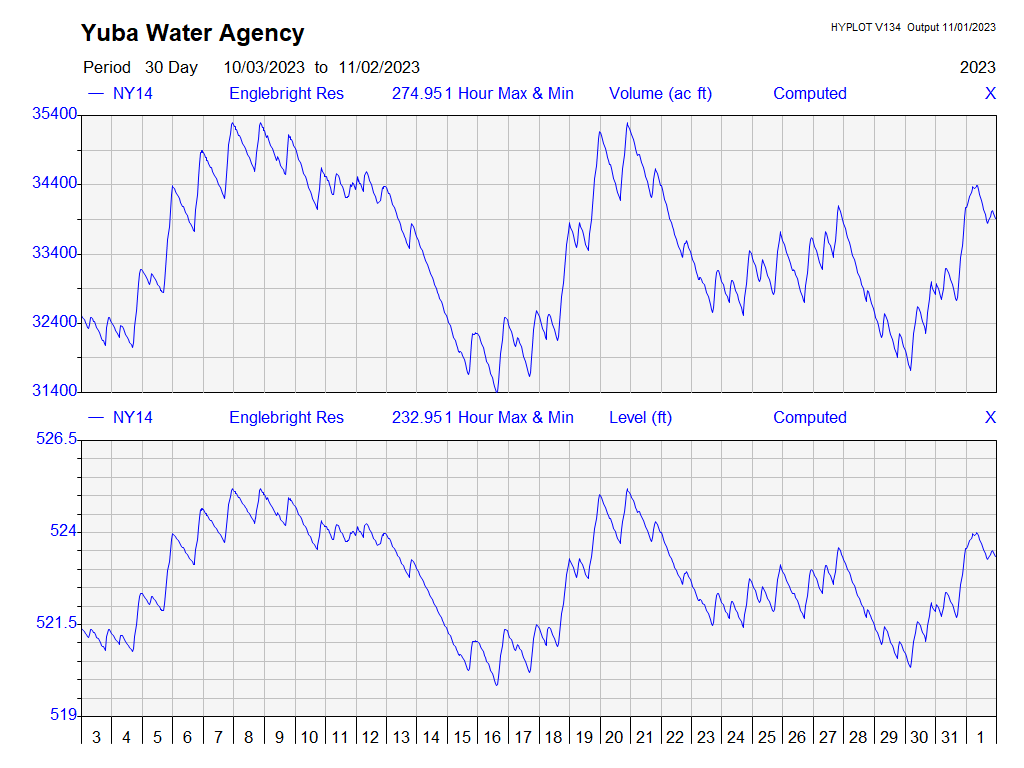 Yuba Water Agency
HYPLOT V134 Output 11/01/2023
Period 30 Day 10/03/2023 to 11/02/2023 2023
— NY14 Englebright Res 274.951 Hour Max & Min Volume (ac ft) Computed X
35400
34400
33400
32400
31400
— NY14 Englebright Res 232.951 Hour Max & Min Level (ft) Computed X
526.5
524
521.5
519
3 4 5 6 7 8 9 10 11 12 13 14 15 16 17 18 19 20 21 22 23 24 25 26 27 28 29 30 31 1